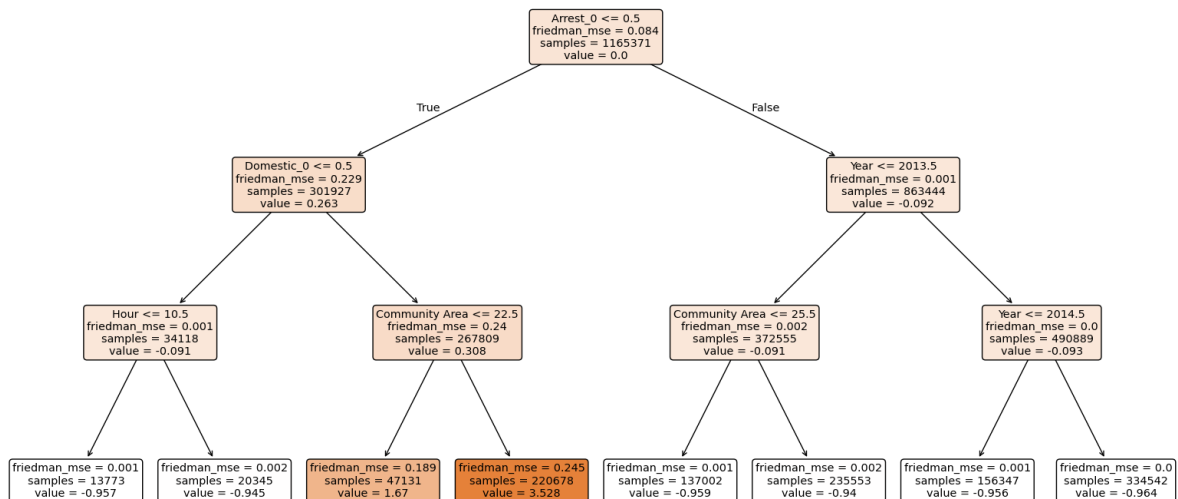 Arrest_0 <= 0.5
friedman_mse = 0.084
samples = 1165371
value = 0.0
True
False
Domestic_0 <= 0.5
friedman_mse = 0.229
samples = 301927
value = 0.263
Year <= 2013.5
friedman_mse = 0.001
samples = 863444
value = -0.092
Hour <= 10.5
friedman_mse = 0.001
samples = 34118
value = -0.091
Community Area <= 22.5
friedman_mse = 0.24
samples = 267809
value = 0.308
Community Area <= 25.5
friedman_mse = 0.002
samples = 372555
value = -0.091
Year <= 2014.5
friedman_mse = 0.0
samples = 490889
value = -0.093
friedman_mse = 0.001
samples = 13773
value = -0.957
friedman_mse = 0.002
samples = 20345
value = -0.945
friedman_mse = 0.189
samples = 47131
value = 1.67
friedman_mse = 0.245
samples = 220678
value = 3.528
friedman_mse = 0.001
samples = 137002
value = -0.959
friedman_mse = 0.002
samples = 235553
value = -0.94
friedman_mse = 0.001
samples = 156347
value = -0.956
friedman_mse = 0.0
samples = 334542
value = -0.964